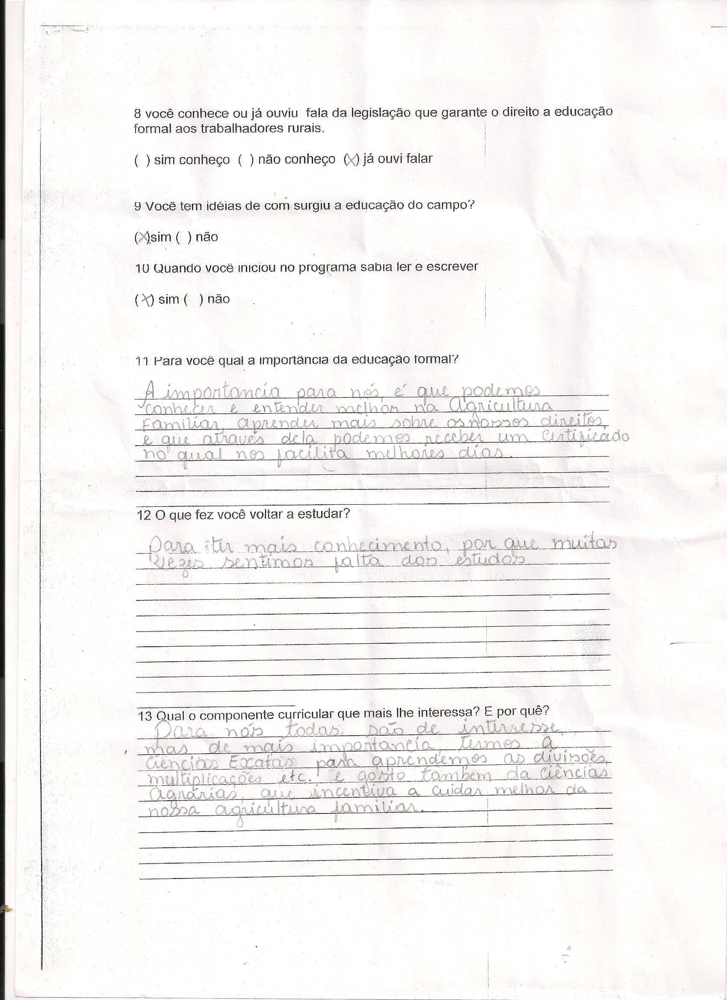 8 você conhece ou já ouviu fala da legislação que garante o direito a educação
formal aos trabalhadores rurais.
( ) sim conheço ( ) não conheço (X) já ouvi falar
9 Você tem idéias de com surgiu a educação do campo?
(X)sim ( ) não
10 Quando você iniciou no programa sabia ler e escrever
(X) sim ( ) não
11 Para você qual a importância da educação formal?
A importancia para nós, é que podemos
conhecer e entender melhor na Agricultura
Familiar, aprender mais sobre os nossos direitos,
e que através dela podemos receber um Certificado
no qual nos facilita melhores dias.
12 O que fez você voltar a estudar?
Para ter mais conhecimento, por que muitas
vezes sentimos falta dos estudos
13 Qual o componente curricular que mais lhe interessa? E por quê?
Para nós todas são de interresse,
mas de mais importancia, termos a
Ciências Exatas, para aprendemos as divisões,
multiplicações etc. e gosto também da Ciências
Agrárias, que incentiva a cuidar melhor da
nossa agricultura familiar.